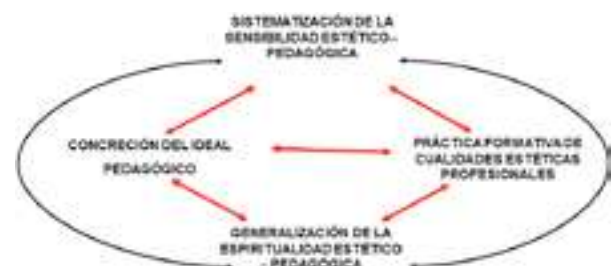 SISTEMATIZACIÓN DE LA
SENSIBILIDAD ESTÉTICO –
PEDAGÓGICA
CONCRECIÓN DEL IDEAL
PEDAGÓGICO
PRÁCTICA FORMATIVA DE
CUALIDADES ESTÉTICAS
PROFESIONALES
GENERALIZACIÓN DE LA
ESPIRITUALIDAD ESTÉTICO
- PEDAGÓGICA